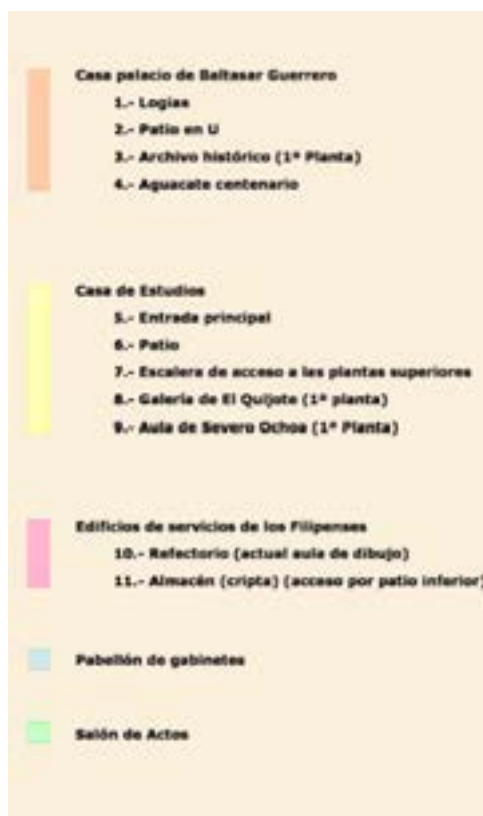 Casa palacio de Baltasar Guerrero
1.- Logias
2.- Patio en U
3.- Archivo histórico (1ª Planta)
4.- Aguacate centenario
Casa de Estudios
5.- Entrada principal
6.- Patio
7.- Escalera de acceso a las plantas superiores
8.- Galería de El Quijote (1ª planta)
9.- Aula de Severo Ochoa (1ª Planta)
Edificios de servicios de los Filipenses
10.- Refectorio (actual aula de dibujo)
11.- Almacén (cripta) (acceso por patio inferior)
Pabellón de gabinetes
Salón de Actos